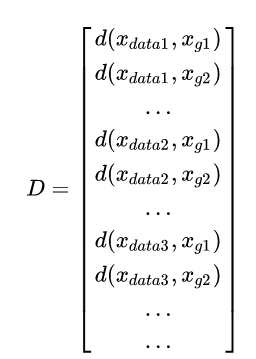 d(x_{data1}, x_{g1})
d(x_{data1}, x_{g2})
...
d(x_{data2}, x_{g1})
D = d(x_{data2}, x_{g2})
...
d(x_{data3}, x_{g1})
d(x_{data3}, x_{g2})
...
...